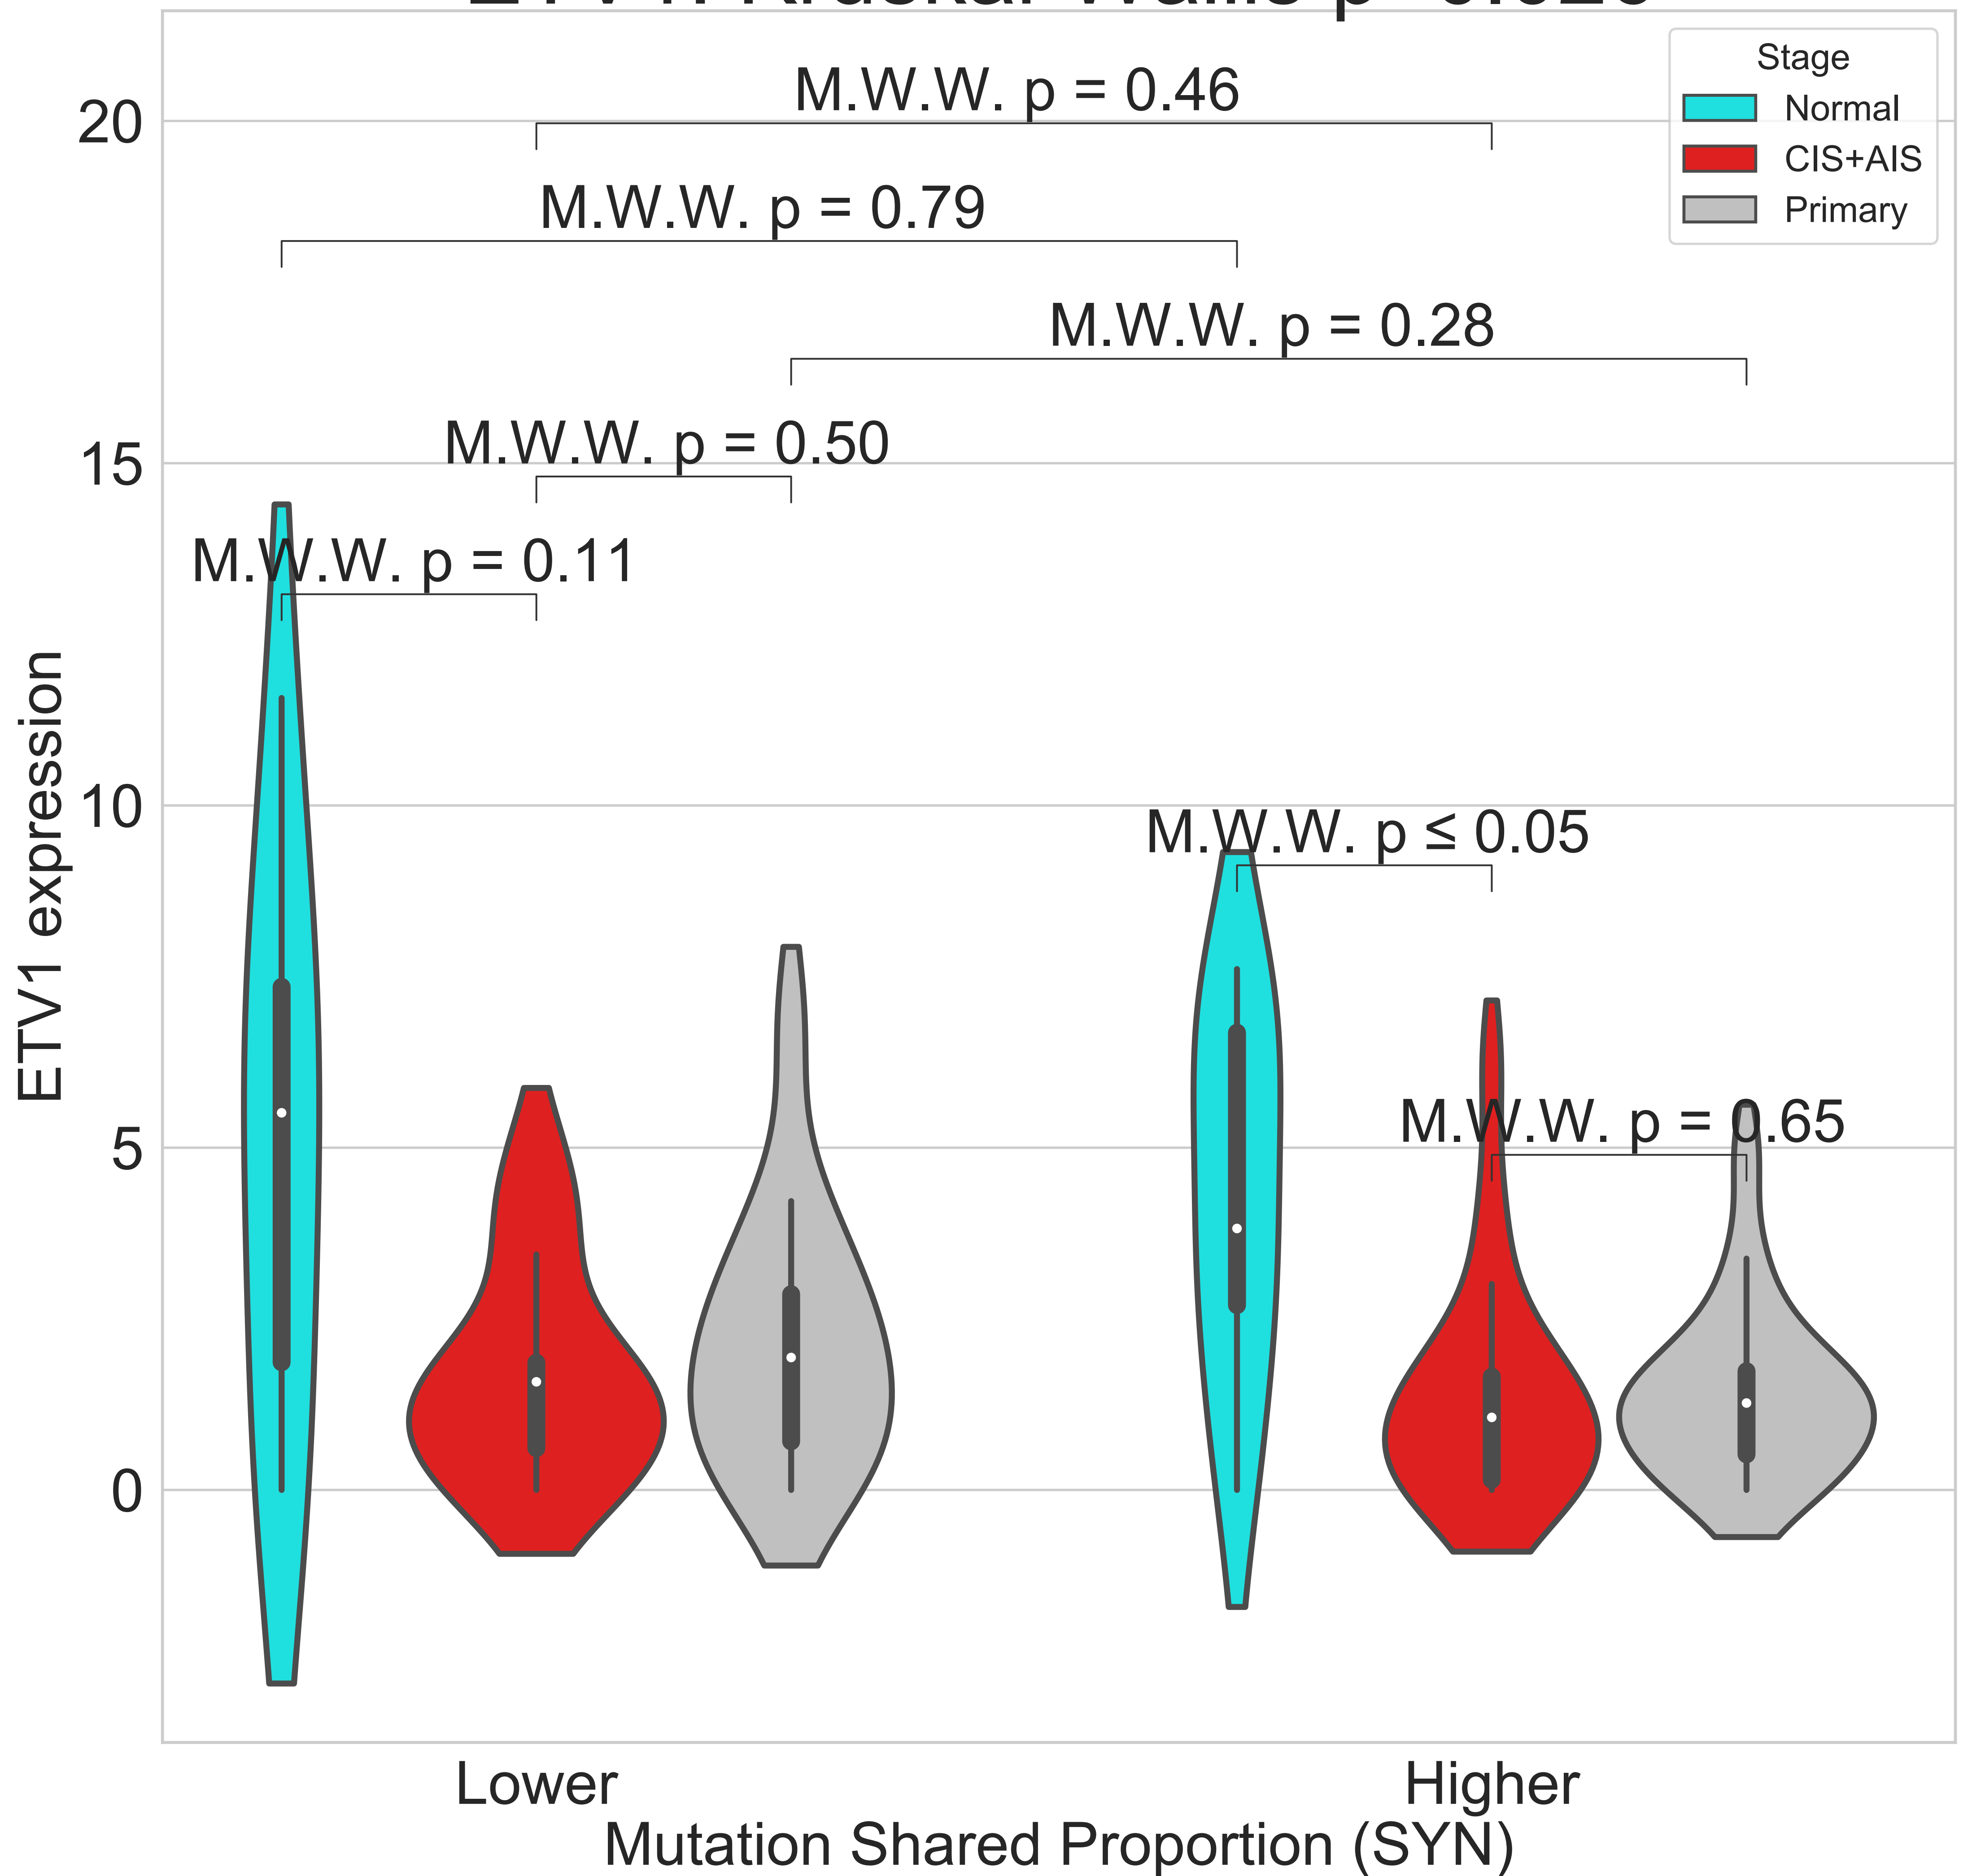 Stage
Normal
CIS+AIS
Primary
M.W.W. p = 0.46
M.W.W. p = 0.79
M.W.W. p = 0.28
M.W.W. p = 0.50
M.W.W. p = 0.11
M.W.W. p ≤ 0.05
M.W.W. p = 0.65
20
15
10
5
0
ETV1 expression
Lower
Higher
Mutation Shared Proportion (SYN)